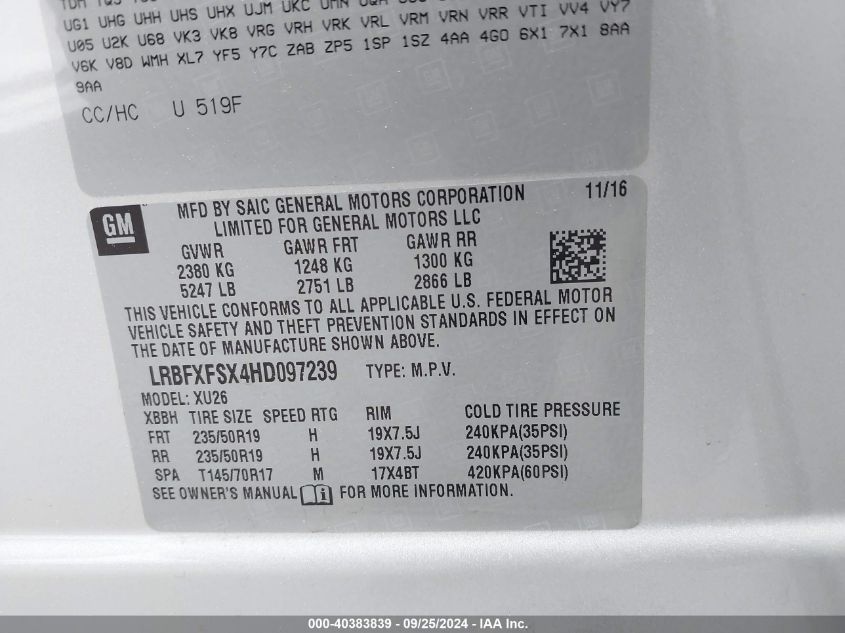 UG1 UHG UHH UHS UHX UJM UKC UMN UQH
U05 U2K U68 VK3 VK8 VRG VRH VRK VRL VRM VRN VRR VTI VV4 VY7
V6K V8D WMH XL7 YF5 Y7C ZAB ZP5 1SP 1SZ 4AA 4G0 6X1 7X1 8AA
9AA
CC/HC U 519F
GM
MFD BY SAIC GENERAL MOTORS CORPORATION 11/16
LIMITED FOR GENERAL MOTORS LLC
GVWR GAWR FRT GAWR RR
2380 KG 1248 KG 1300 KG
5247 LB 2751 LB 2866 LB
THIS VEHICLE CONFORMS TO ALL APPLICABLE U.S. FEDERAL MOTOR
VEHICLE SAFETY AND THEFT PREVENTION STANDARDS IN EFFECT ON
THE DATE OF MANUFACTURE SHOWN ABOVE.
LRBFXFSX4HD097239 TYPE: M.P.V.
MODEL: XU26
XBBH TIRE SIZE SPEED RTG RIM COLD TIRE PRESSURE
FRT 235/50R19 H 19X7.5J 240KPA(35PSI)
RR 235/50R19 H 19X7.5J 240KPA(35PSI)
SPA T145/70R17 M 17X4BT 420KPA(60PSI)
SEE OWNER'S MANUAL FOR MORE INFORMATION.
000-40383839 - 09/25/2024 - IAAI.com